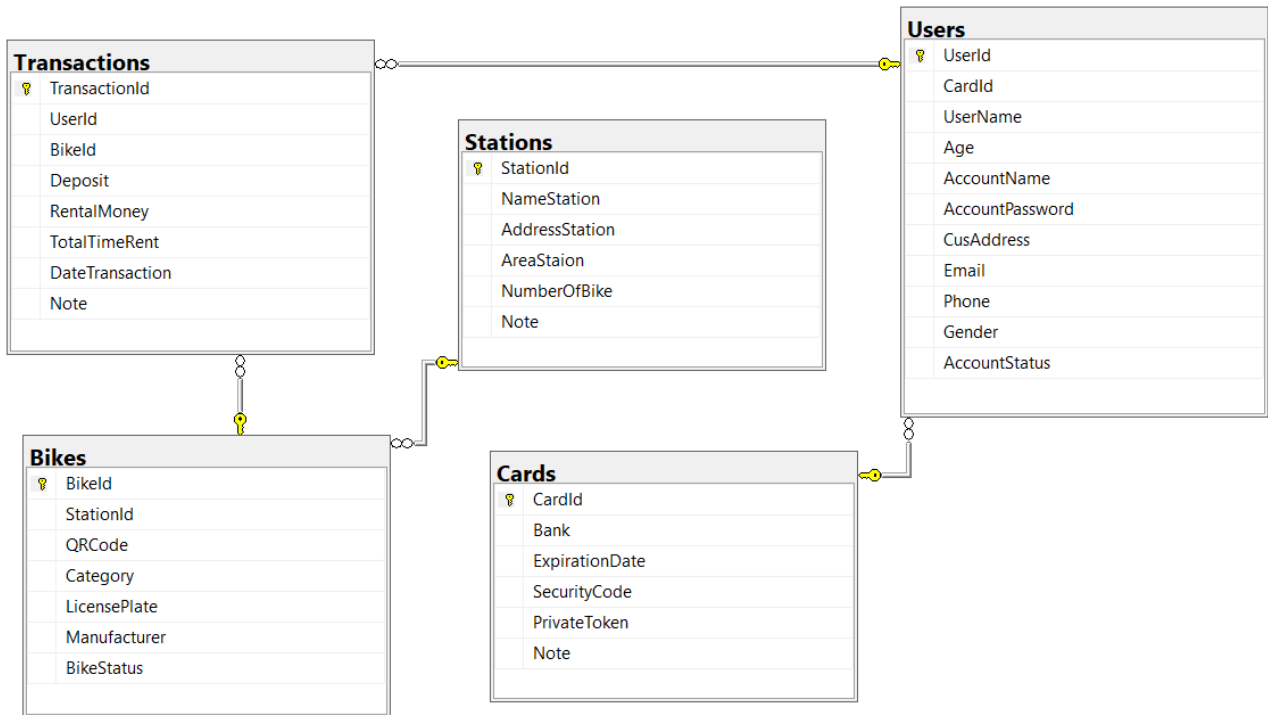 Transactions
TransactionId
UserId
BikeId
Deposit
RentalMoney
TotalTimeRent
DateTransaction
Note
Stations
StationId
NameStation
AddressStation
AreaStaion
NumberOfBike
Note
Users
UserId
CardId
UserName
Age
AccountName
AccountPassword
CusAddress
Email
Phone
Gender
AccountStatus
Bikes
BikeId
StationId
QRCode
Category
LicensePlate
Manufacturer
BikeStatus
Cards
CardId
Bank
ExpirationDate
SecurityCode
PrivateToken
Note